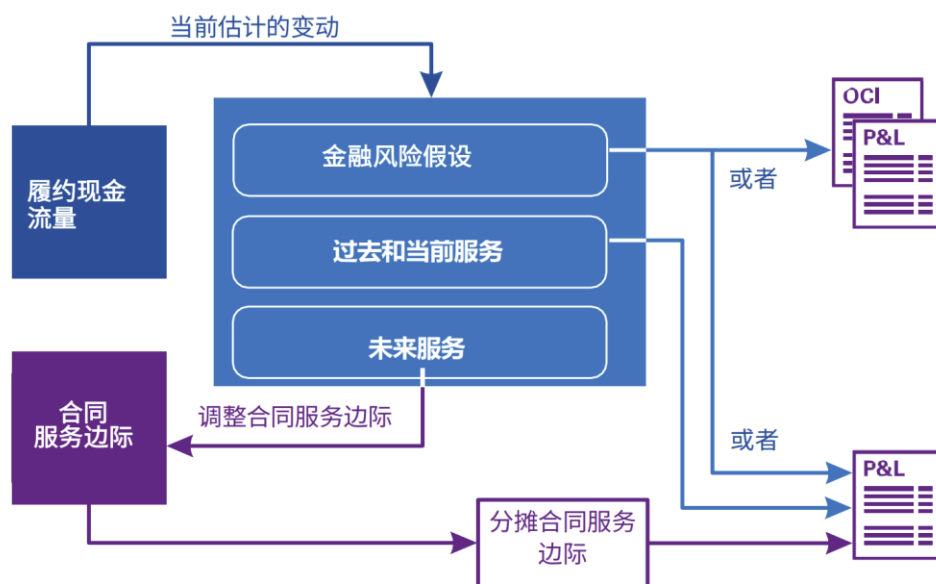 当前估计的变动
OCI
P&L
金融风险假设
或者
履约现金
流量
过去和当前服务
未来服务
合同
服务边际
调整合同服务边际
或者
P&L
分摊合同服务
边际